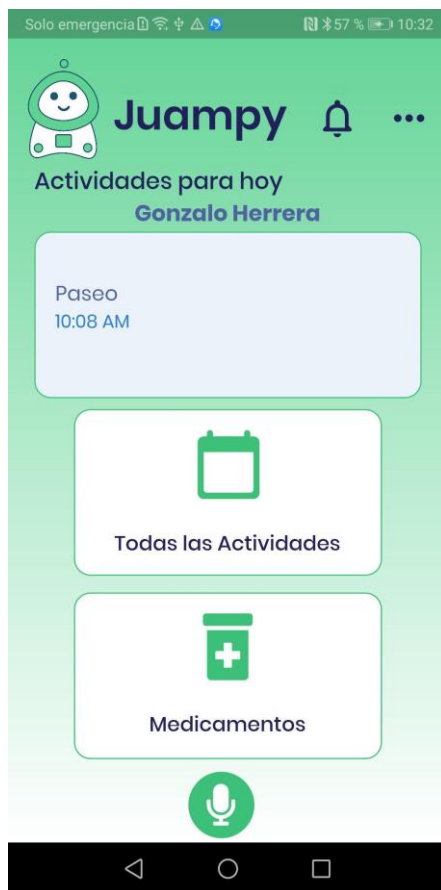 Solo emergencia 57 % 10:32
Juampy
Actividades para hoy
Gonzalo Herrera
Paseo
10:08 AM
Todas las Actividades
Medicamentos